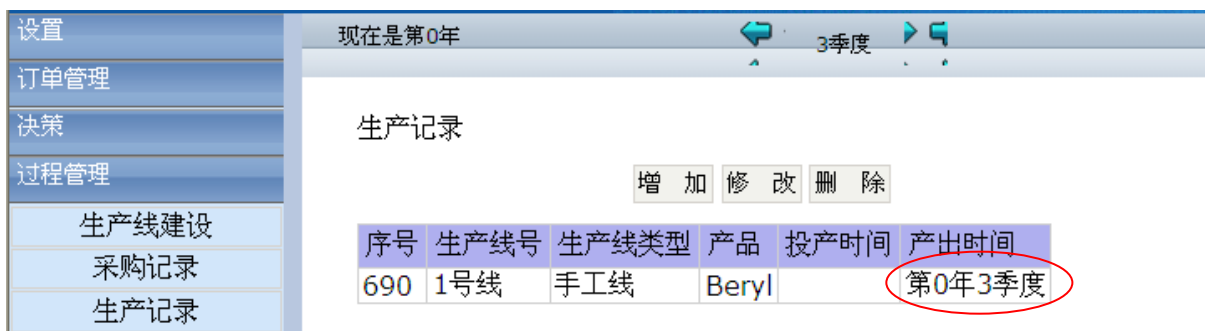 设置
现在是第0年 3季度
订单管理
决策
生产记录
过程管理
增 加 修 改 删 除
生产线建设
采购记录
生产记录
序号 生产线号 生产线类型 产品 投产时间 产出时间
690 1号线 手工线 Beryl 第0年3季度